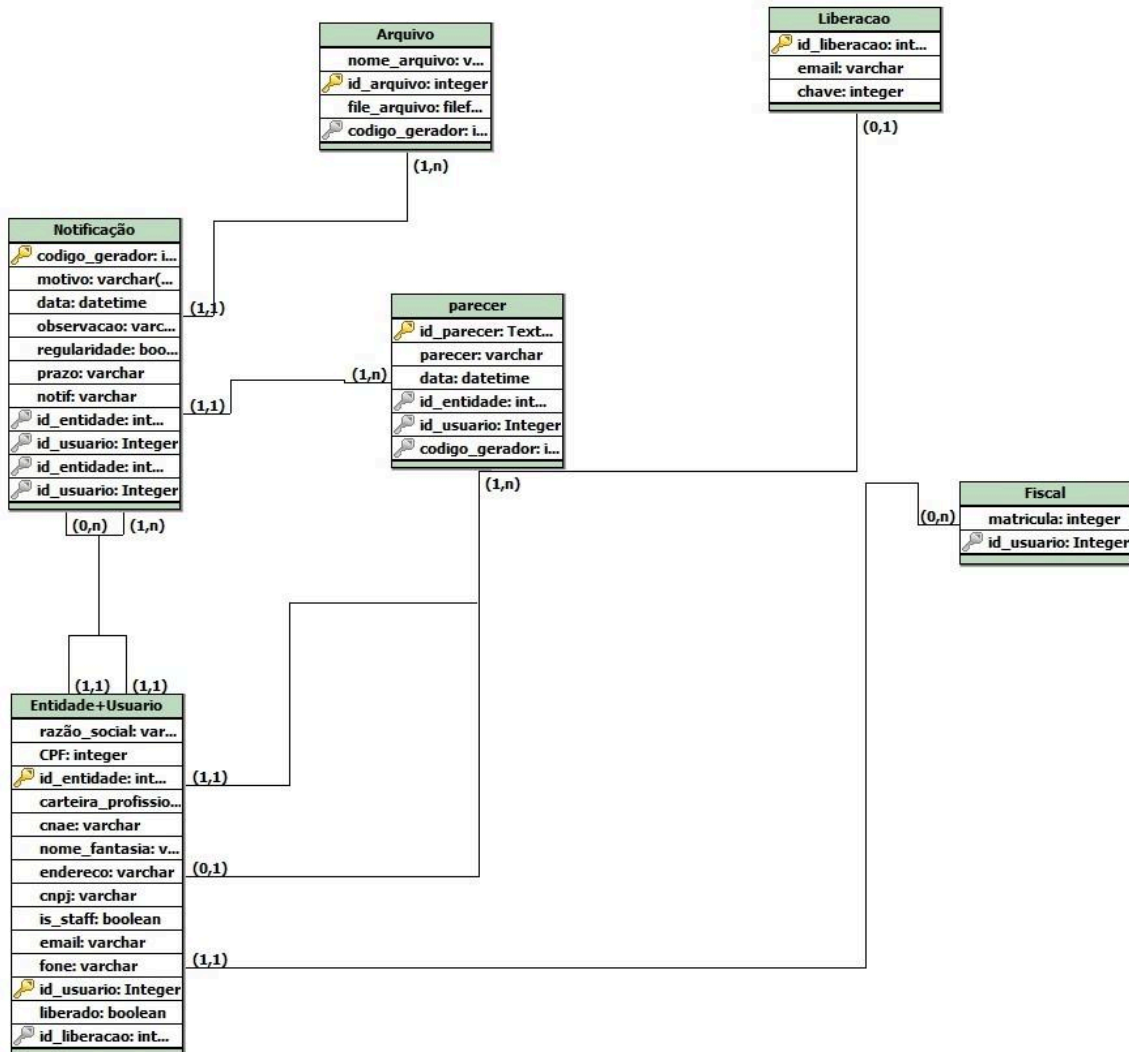 Liberacao
id_liberacao: int...
email: varchar
chave: integer
(0,1)
Arquivo
nome_arquivo: v...
id_arquivo: integer
file_arquivo: filef...
codigo_gerador: i...
(1,n)
Notificação
codigo_gerador: i...
motivo: varchar(...
data: datetime
observacao: varc...
regularidade: boo...
prazo: varchar
notif: varchar
id_entidade: int...
id_usuario: Integer
id_entidade: int...
id_usuario: Integer
(1,1)
(1,1)
(0,n)
(1,n)
parecer
id_parecer: Text...
parecer: varchar
data: datetime
id_entidade: int...
id_usuario: Integer
codigo_gerador: i...
(1,n)
(1,n)
Fiscal
matricula: integer
id_usuario: Integer
(0,n)
(1,1)
(1,1)
Entidade+Usuario
razão_social: var...
CPF: integer
id_entidade: int...
carteira_profissio...
cnae: varchar
nome_fantasia: v...
endereco: varchar
cnpj: varchar
is_staff: boolean
email: varchar
fone: varchar
id_usuario: Integer
liberado: boolean
id_liberacao: int...
(1,1)
(0,1)
(1,1)